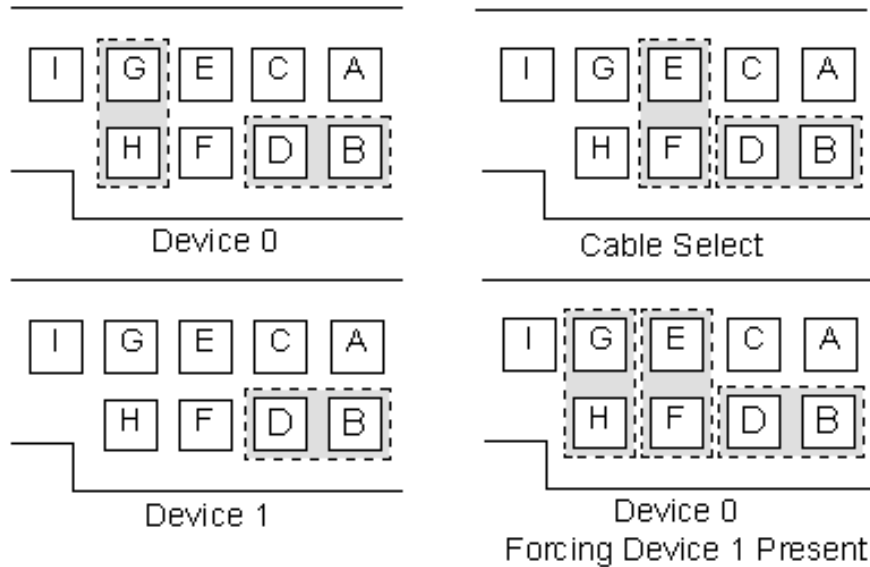 I G E C A
H F D B
Device 0
I G E C A
H F D B
Cable Select
I G E C A
H F D B
Device 1
I G E C A
H F D B
Device 0
Forcing Device 1 Present